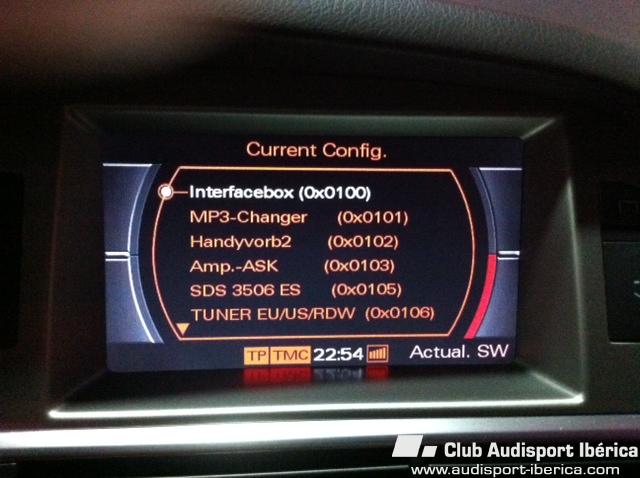 Current Config.
Interfacebox (0x0100)
MP3-Changer (0x0101)
Handyvorb2 (0x0102)
Amp.-ASK (0x0103)
SDS 3506 ES (0x0105)
TUNER EU/US/RDW (0x0106)
TP TMC 22:54 Actual. SW
Club Audisport Ibérica
www.audisport-iberica.com